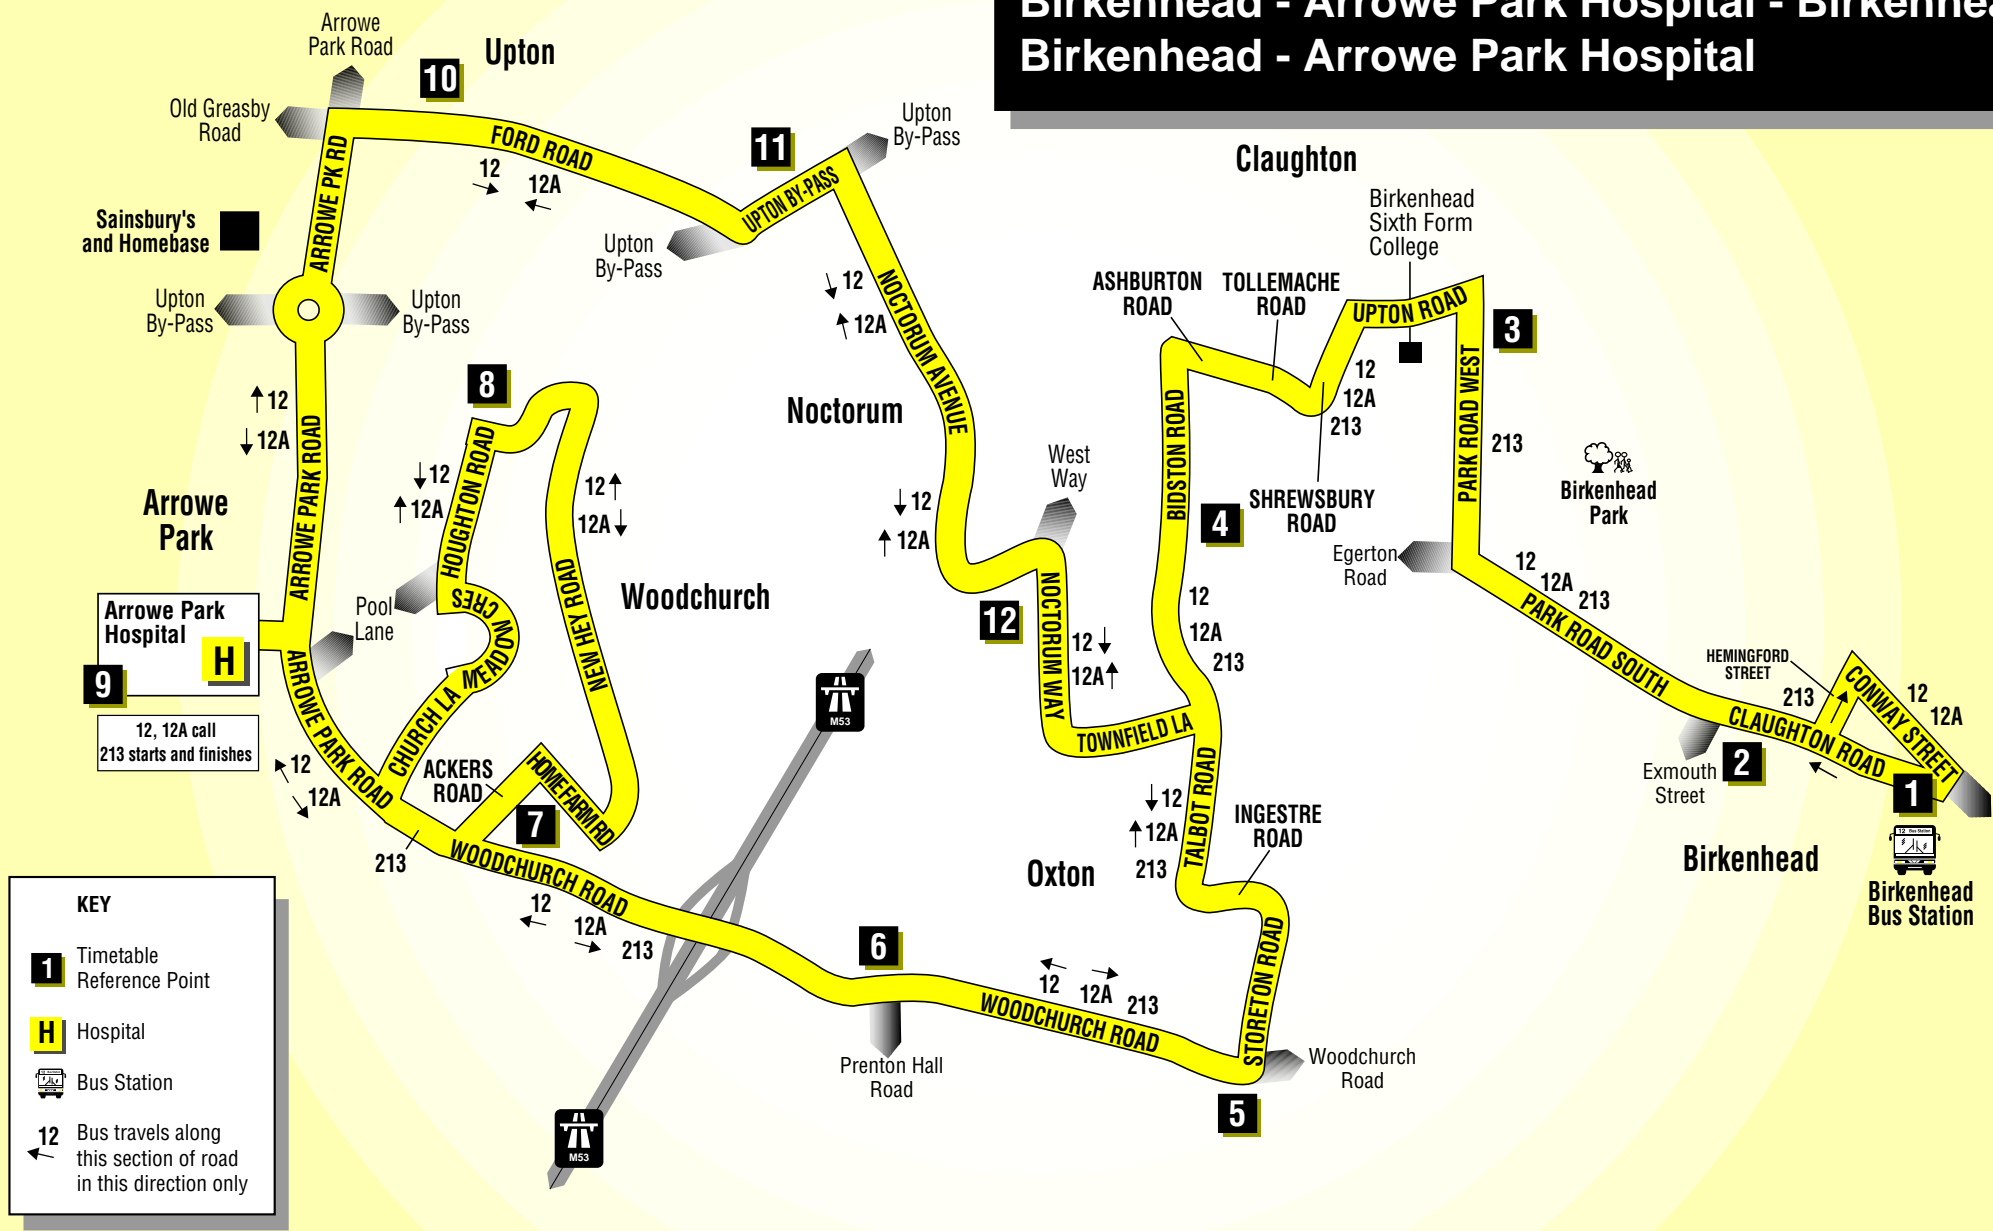 Birkenhead - Arrowe Park Hospital - Birkenhea
Birkenhead - Arrowe Park Hospital
Arrowe
Park Road
Upton
10
Old Greasby
Road
FORD ROAD
12
12A
11
Upton
By-Pass
UPTON BY-PASS
Upton
By-Pass
ARROWE PK RD
Sainsbury's
and Homebase
Upton
By-Pass
Upton
By-Pass
12
12A
NOCTORUM AVENUE
Claughton
Birkenhead
Sixth Form
College
ASHBURTON
ROAD
TOLLEMACHE
ROAD
UPTON ROAD
3
12
12A
213
PARK ROAD WEST
213
Birkenhead
Park
BIDSTON ROAD
SHREWSBURY
ROAD
4
Egerton
Road
12
12A
213
PARK ROAD SOUTH
12
12A
ARROWE PARK ROAD
8
HOUGHTON ROAD
12
12A
12
12A
NEW HEY ROAD
Noctorum
West
Way
12
12A
Arrowe
Park
Woodchurch
12
NOCTORUM WAY
12
12A
12
12A
213
TOWNFIELD LA
HEMINGFORD
STREET
213
CONWAY STREET
12
12A
CLAUGHTON ROAD
Exmouth
Street
2
1
Birkenhead
12 Bus Station
Birkenhead
Bus Station
Arrowe Park
Hospital
H
9
12, 12A call
213 starts and finishes
Pool
Lane
MEADOW CRES
CHURCH LA
ARROWE PARK ROAD
12
12A
ACKERS
ROAD
HOMEFARM RD
7
M53
213
WOODCHURCH ROAD
12
12A
213
TALBOT ROAD
12
12A
213
INGESTRE
ROAD
Oxton
STORETON ROAD
6
12
12A
213
WOODCHURCH ROAD
Prenton Hall
Road
Woodchurch
Road
5
M53
KEY
1
Timetable
Reference Point
H
Hospital
Bus Station
12
Bus travels along
this section of road
in this direction only